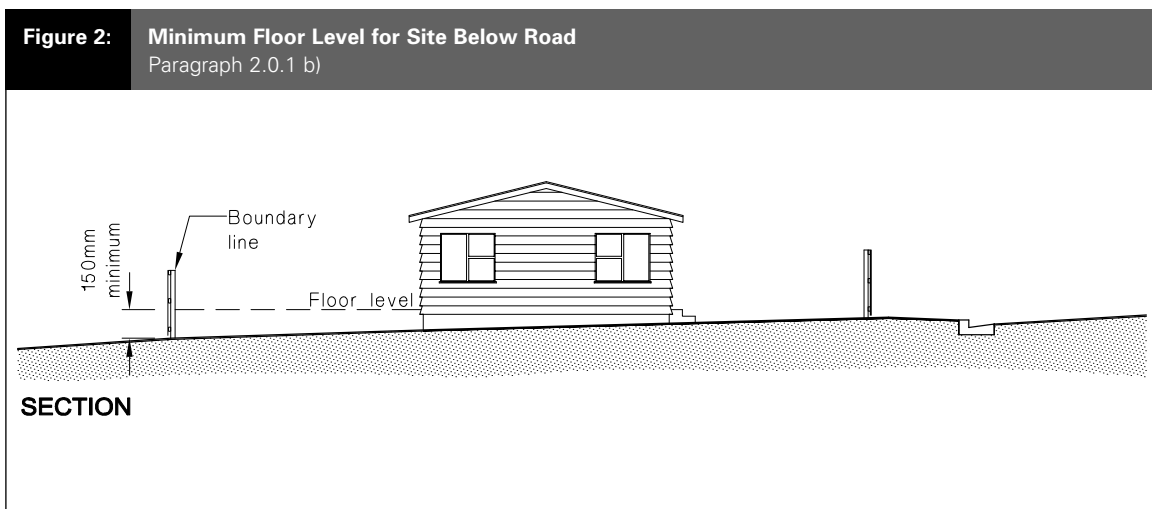 Figure 2:
Minimum Floor Level for Site Below Road
Paragraph 2.0.1 b)
Boundary
line
150mm
minimum
Floor level
SECTION